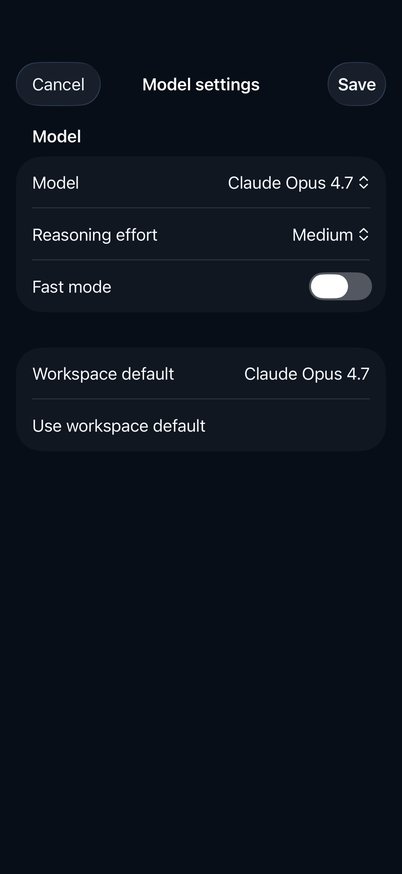 Cancel Model settings Save
Model
Model Claude Opus 4.7
Reasoning effort Medium
Fast mode
Workspace default Claude Opus 4.7
Use workspace default